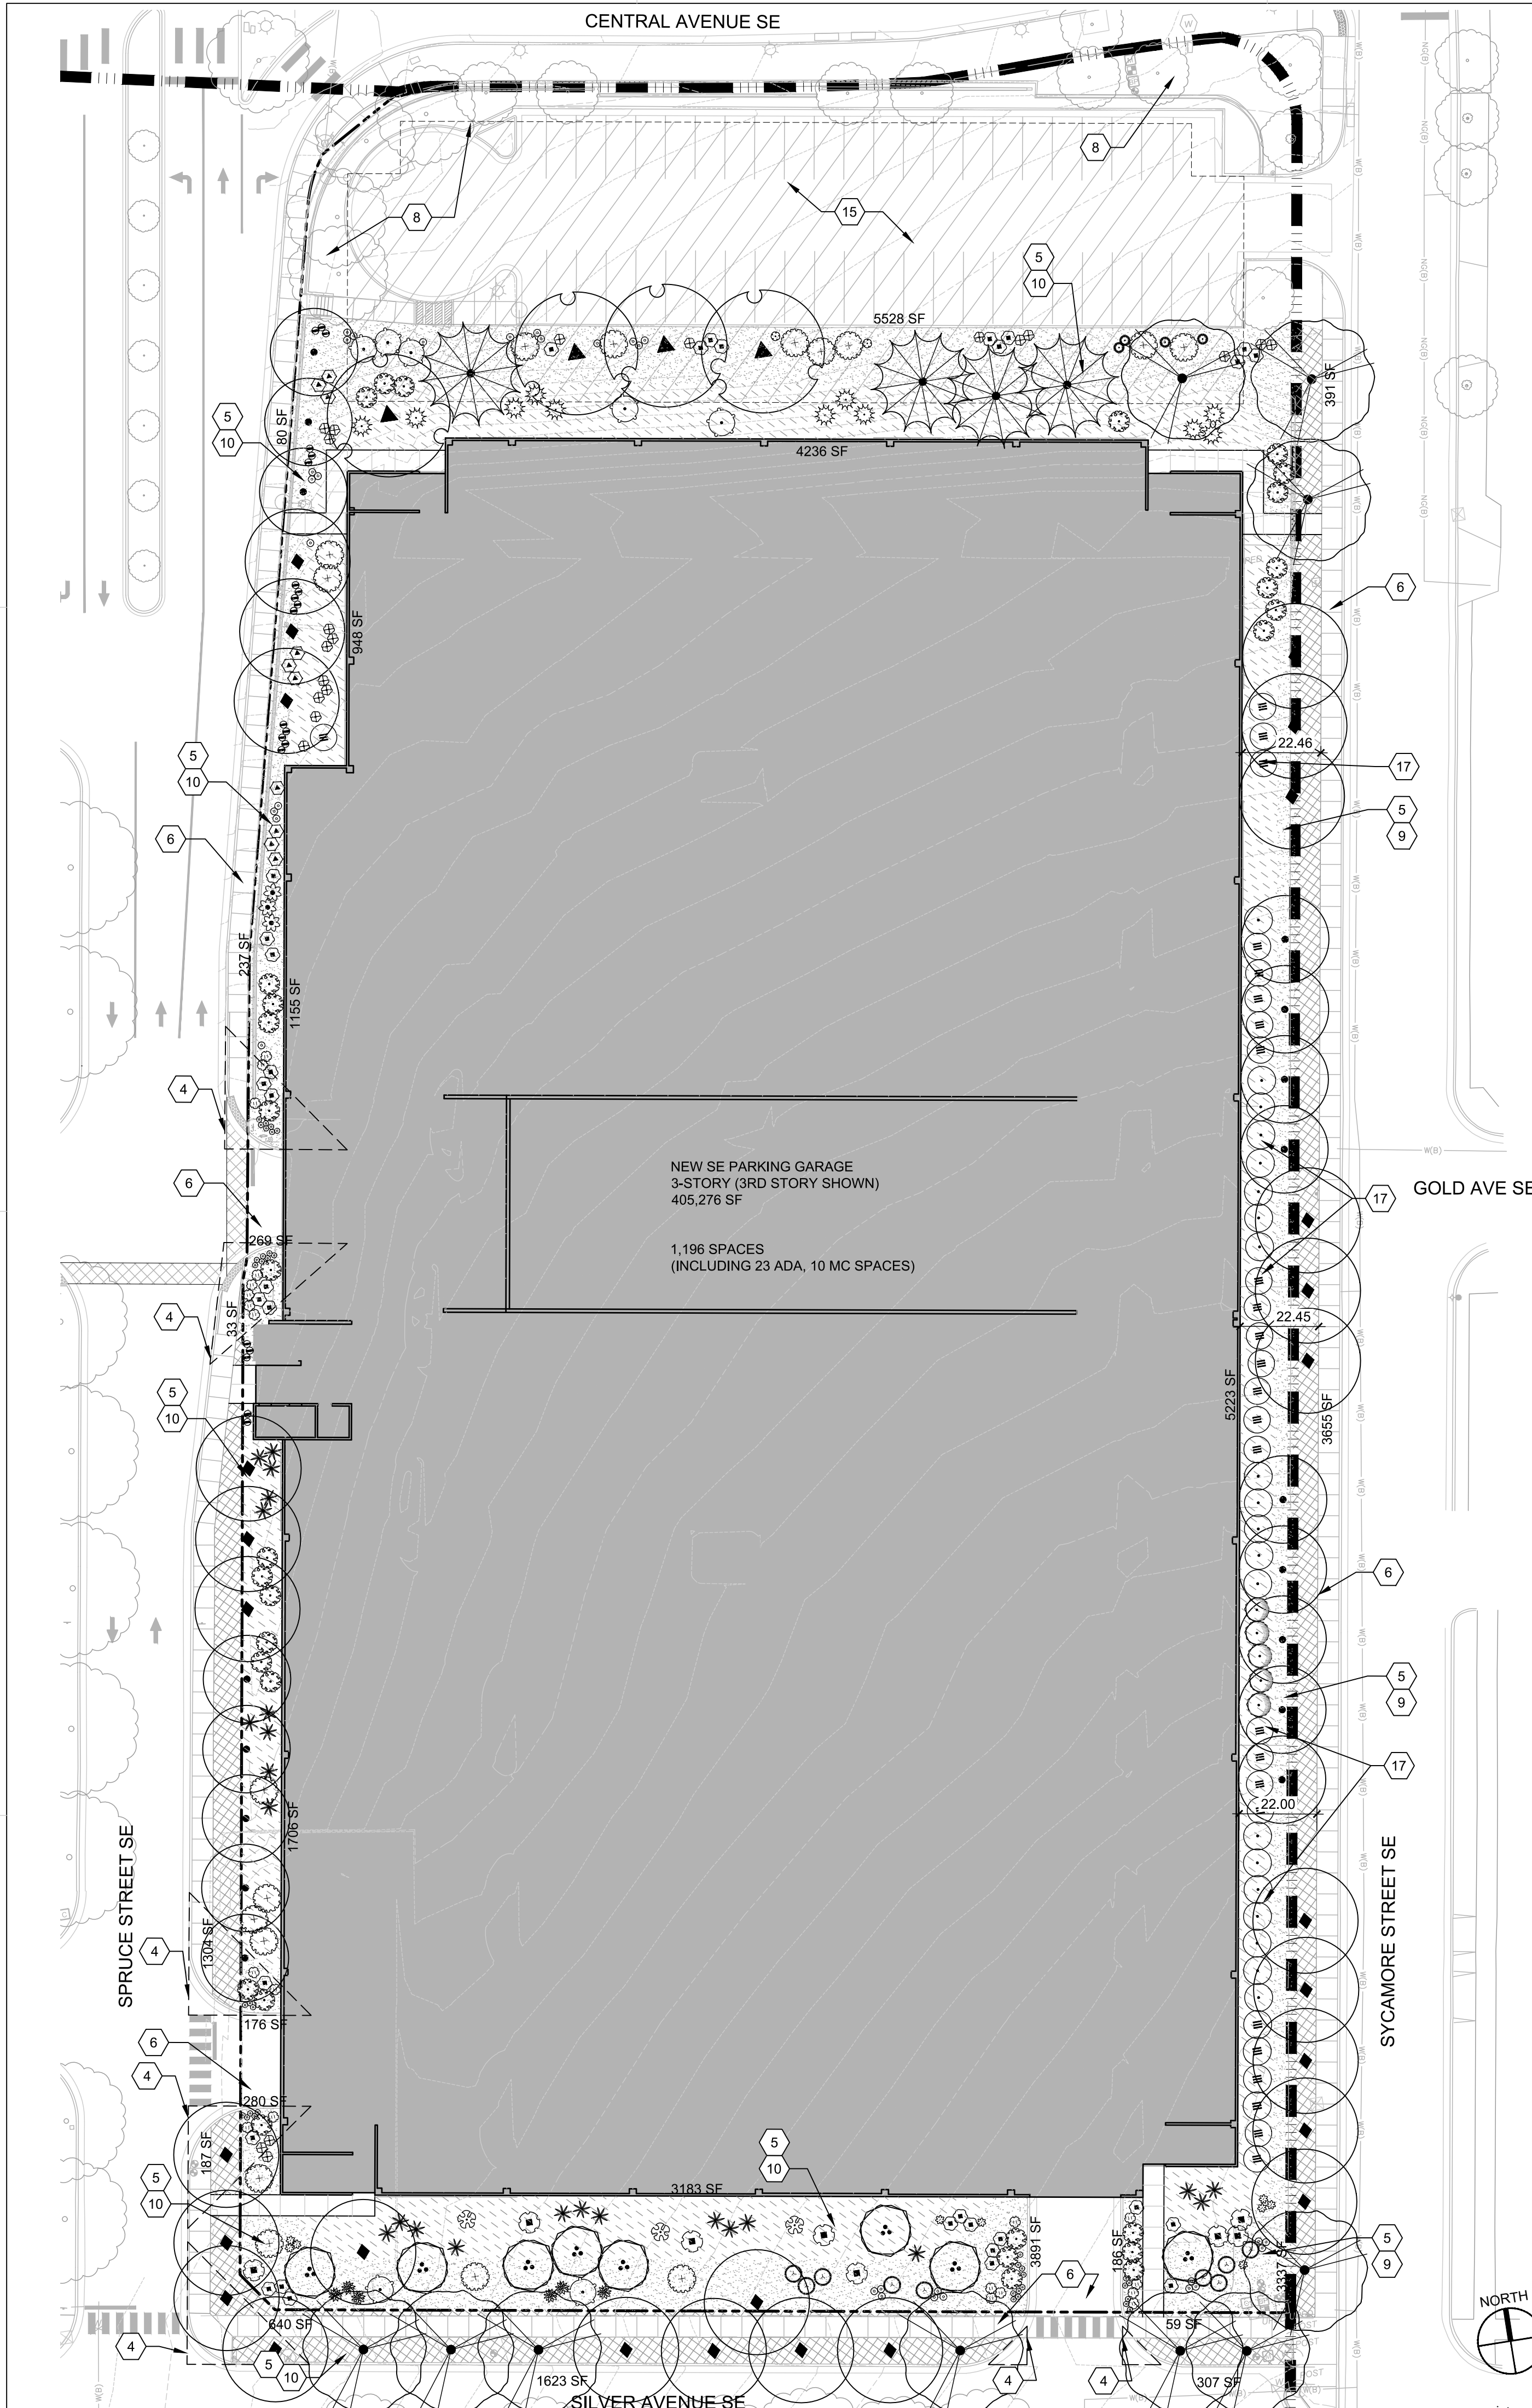 CENTRAL AVENUE SE
W
W(B)
NG(B)
8
8
15
5
10
5528 SF
391 SF
5
10
80 SF
4236 SF
NG(B)
W(B)
948 SF
6
5
10
22.46
17
6
5
9
237 SF
1155 SF
4
W(B)
NEW SE PARKING GARAGE
3-STORY (3RD STORY SHOWN)
405,276 SF
6
17
GOLD AVE SE
269 SF
1,196 SPACES
(INCLUDING 23 ADA, 10 MC SPACES)
33 SF
4
22.45
5
10
5223 SF
3655 SF
6
5
9
17
22.00
1706 SF
SPRUCE STREET SE
SYCAMORE STREET SE
1304 SF
4
176 SF
6
4
280 SF
187 SF
5
10
5
10
3183 SF
3891 SF
186 SF
3337 SF
5
9
6
NORTH
640 SF
59 SF
4
5
10
1623 SF
4
4
307 SF
SILVER AVENUE SE